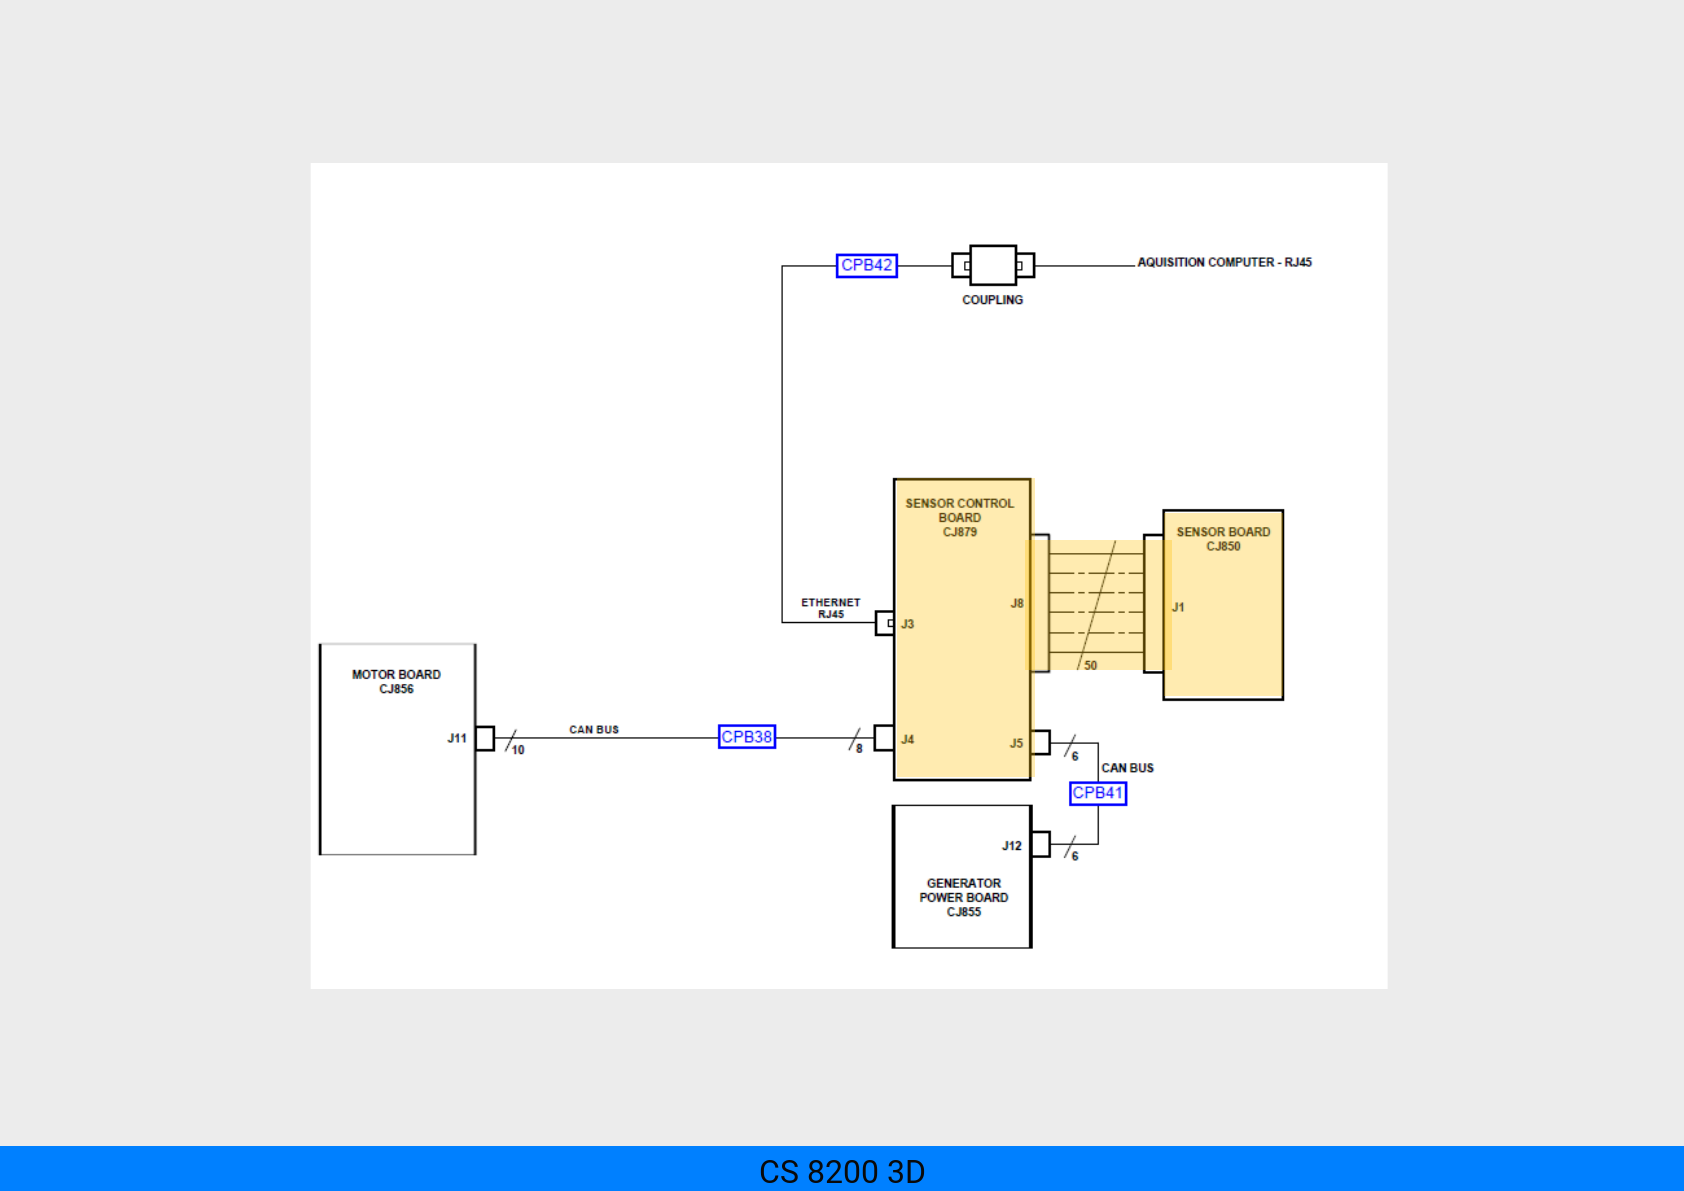 CPB42
AQUISITION COMPUTER - RJ45
COUPLING
SENSOR CONTROL
BOARD
CJ879
SENSOR BOARD
CJ850
J8
J1
ETHERNET
RJ45
J3
50
MOTOR BOARD
CJ856
J11
10
CAN BUS
CPB38
8
J4
J5
6
CAN BUS
CPB41
J12
6
GENERATOR
POWER BOARD
CJ855
CS 8200 3D